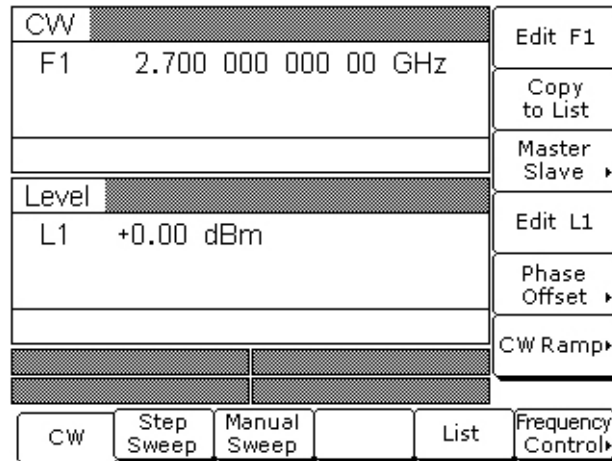 CW
F1 2.700 000 000 00 GHz
Level
L1 +0.00 dBm
Edit F1
Copy
to List
Master
Slave
Edit L1
Phase
Offset
CW Ramp
CW
Step
Sweep
Manual
Sweep
List
Frequency
Control